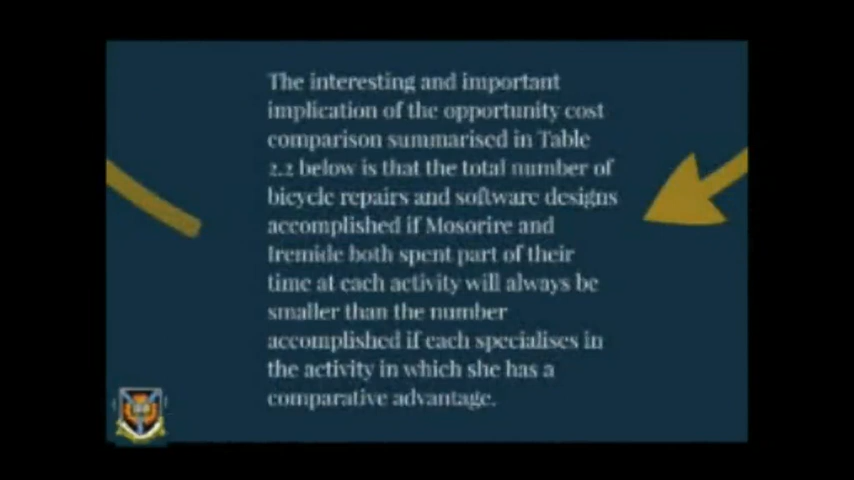 The interesting and important
implication of the opportunity cost
comparison summarised in Table
2.2 below is that the total number of
bicycle repairs and software designs
accomplished if Mosorire and
Iremide both spent part of their
time at each activity will always be
smaller than the number
accomplished if each specialises in
the activity in which she has a
comparative advantage.